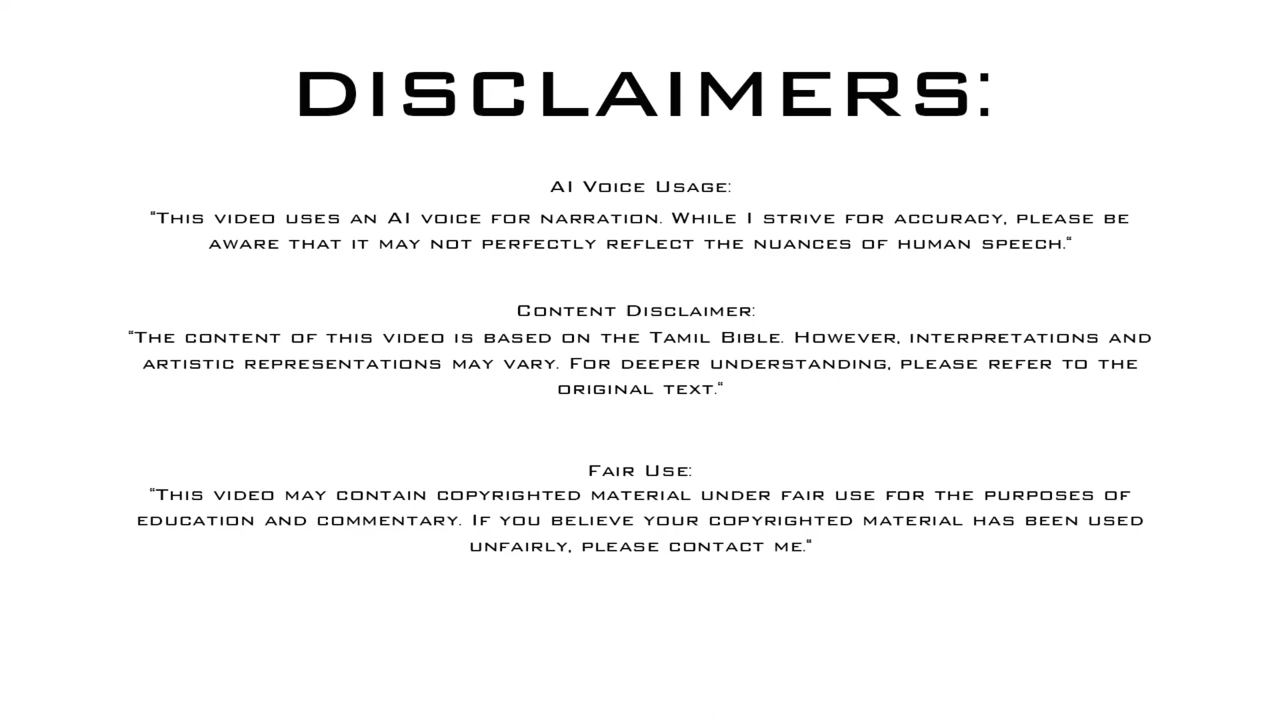 DISCLAIMERS:
AI Voice Usage:
“This video uses an AI voice for narration. While I strive for accuracy, please be
aware that it may not perfectly reflect the nuances of human speech.“
Content Disclaimer:
“The content of this video is based on the Tamil Bible. However, interpretations and
artistic representations may vary. For deeper understanding, please refer to the
original text.“
Fair Use:
“This video may contain copyrighted material under fair use for the purposes of
education and commentary. If you believe your copyrighted material has been used
unfairly, please contact me.“